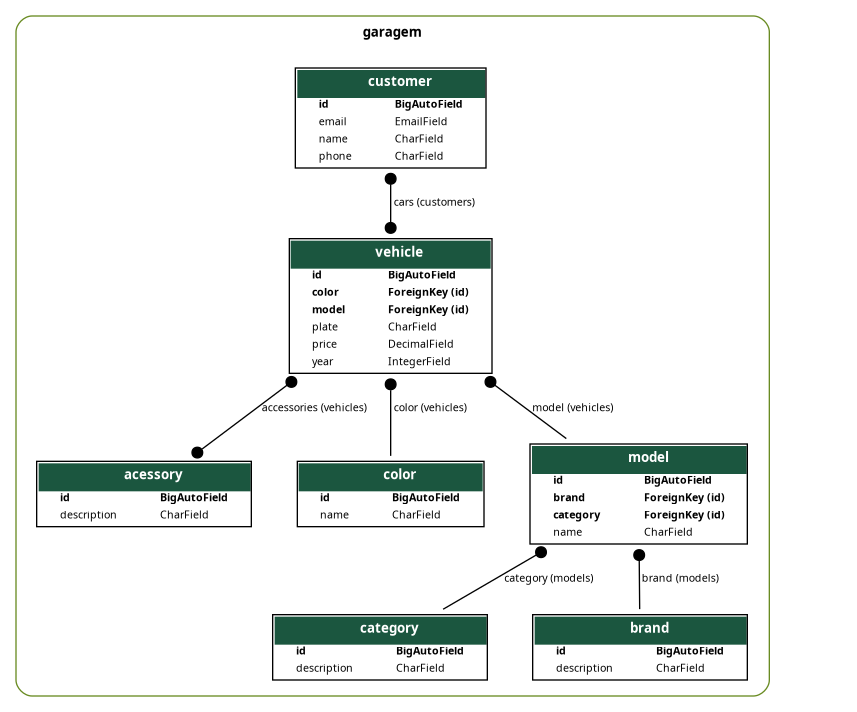 garagem
customer
id BigAutoField
email EmailField
name CharField
phone CharField
cars (customers)
vehicle
id BigAutoField
color ForeignKey (id)
model ForeignKey (id)
plate CharField
price DecimalField
year IntegerField
accessories (vehicles)
color (vehicles)
model (vehicles)
acessory
id BigAutoField
description CharField
color
id BigAutoField
name CharField
model
id BigAutoField
brand ForeignKey (id)
category ForeignKey (id)
name CharField
category (models)
brand (models)
category
id BigAutoField
description CharField
brand
id BigAutoField
description CharField